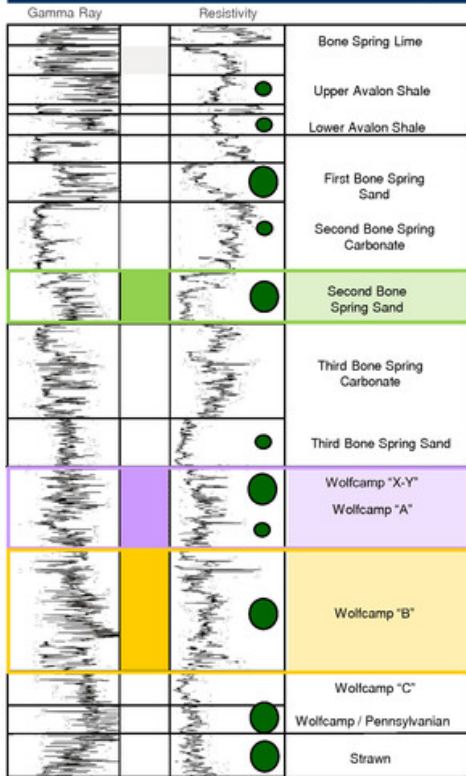 Gamma Ray Resistivity
Bone Spring Lime
Upper Avalon Shale
Lower Avalon Shale
First Bone Spring
Sand
Second Bone Spring
Carbonate
Second Bone
Spring Sand
Third Bone Spring
Carbonate
Third Bone Spring Sand
Wolfcamp “X-Y”
Wolfcamp “A”
Wolfcamp “B”
Wolfcamp “C”
Wolfcamp / Pennsylvanian
Strawn